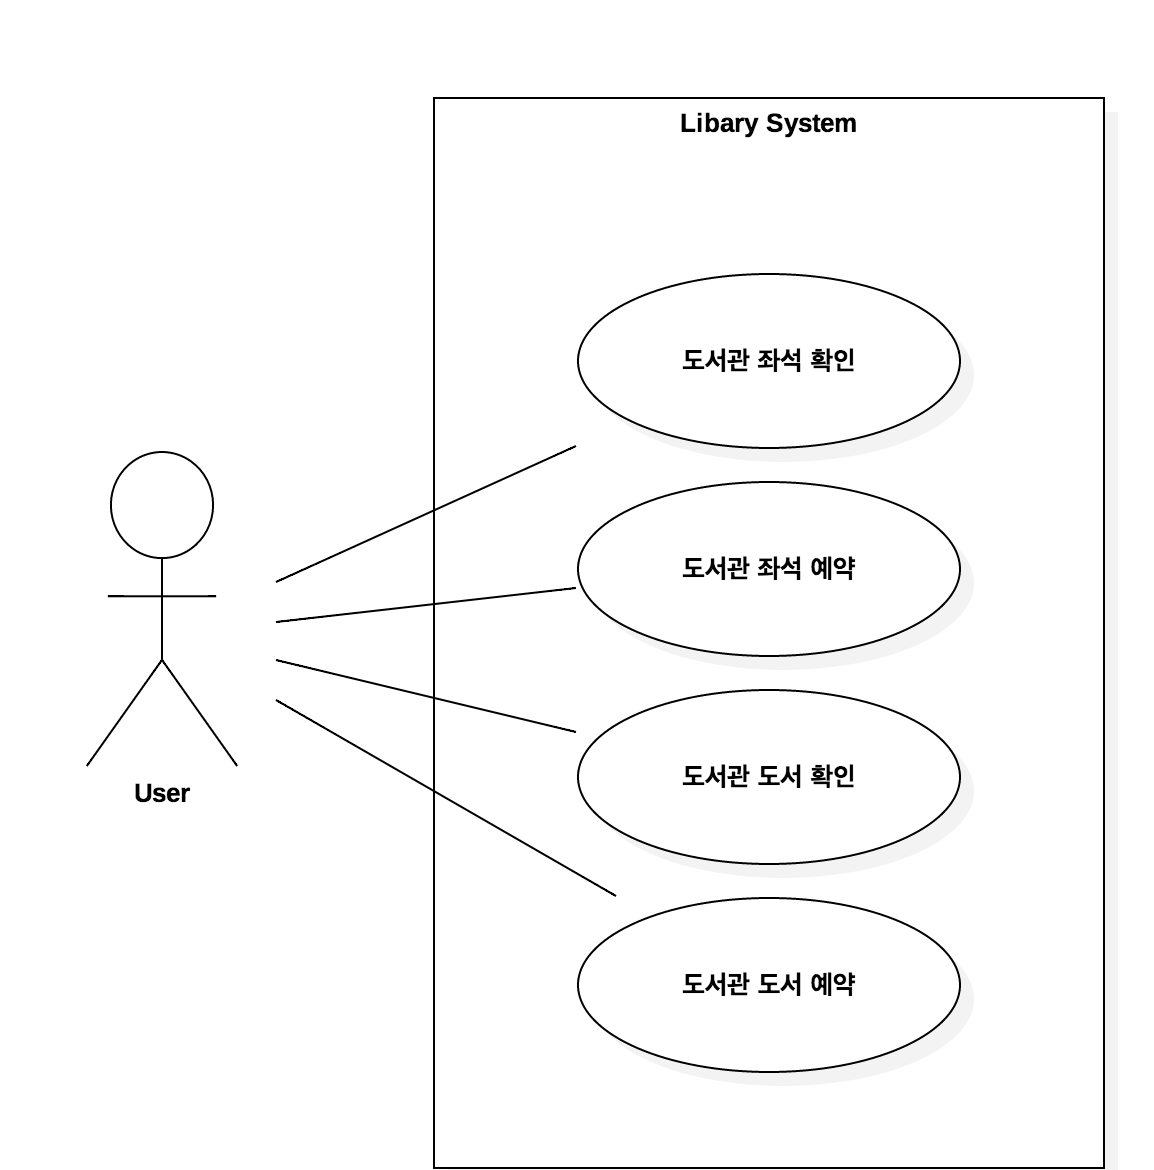 Libary System
도서관 좌석 확인
도서관 좌석 예약
도서관 도서 확인
User
도서관 도서 예약